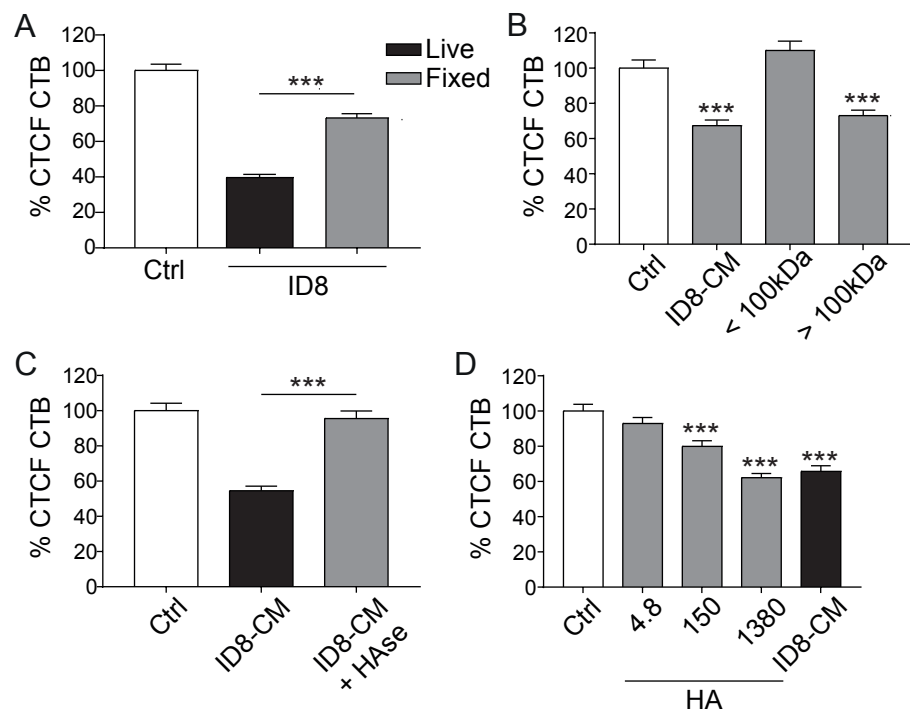 A
% CTCF CTB
120
100
80
60
40
20
0
***
Live
Fixed
Ctrl
ID8
B
% CTCF CTB
120
100
80
60
40
20
0
***
***
Ctrl
ID8-CM
< 100kDa
> 100kDa
C
% CTCF CTB
120
100
80
60
40
20
0
***
Ctrl
ID8-CM
ID8-CM
+ HAse
D
% CTCF CTB
120
100
80
60
40
20
0
***
***
***
Ctrl
4.8
150
1380
ID8-CM
HA